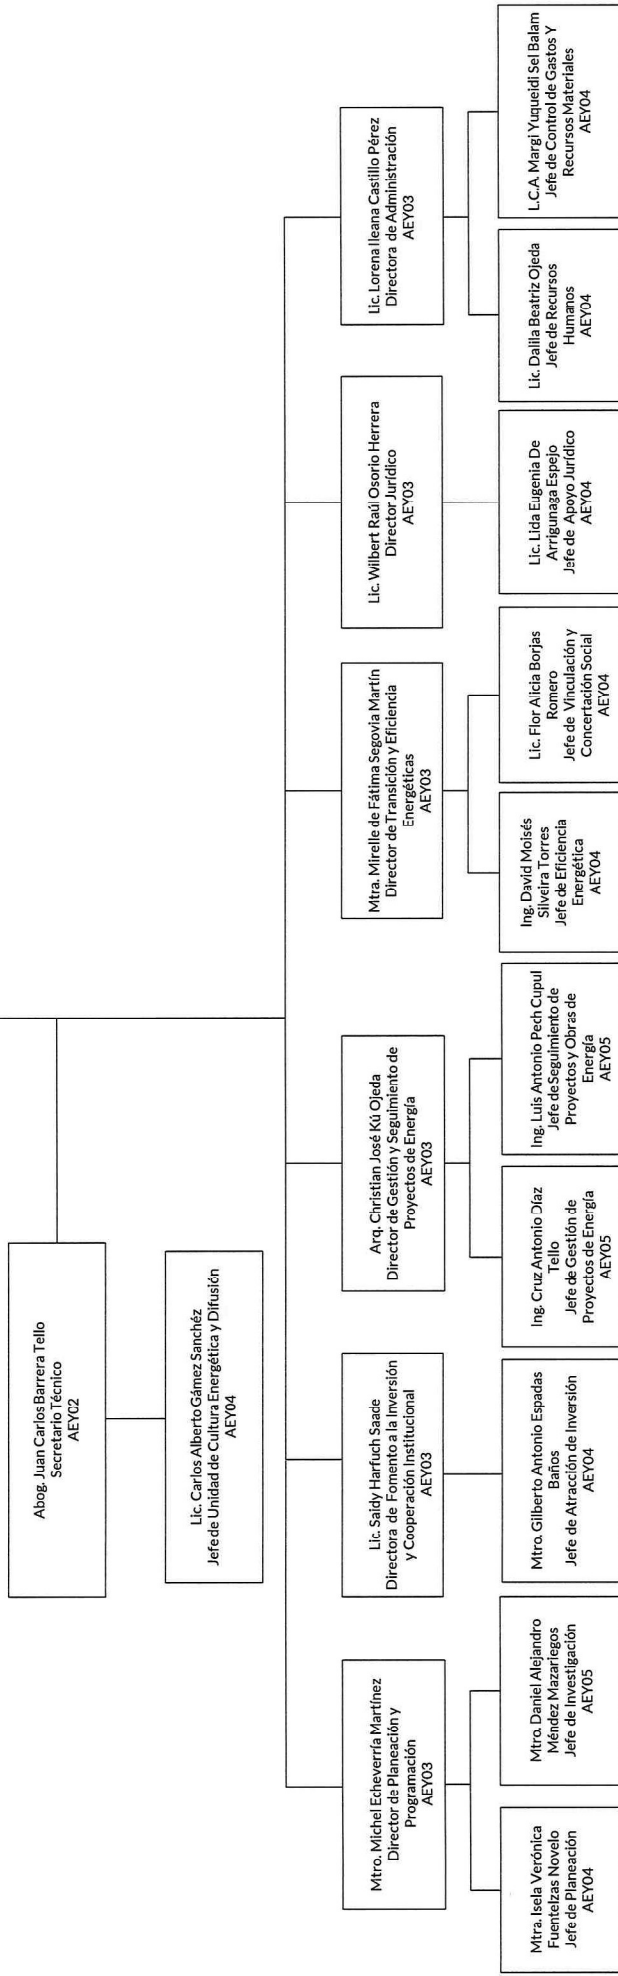 Abog. Juan Carlos Barrera Tello
Secretario Técnico
AEY02
Lic. Carlos Alberto Gámez Sanchéz
Jefe de Unidad de Cultura Energética y Difusión
AEY04
Mtro. Michel Echeverría Martínez
Director de Planeación y
Programación
AEY03
Lic. Saidy Harfuch Saade
Directora de Fomento a la Inversión
y Cooperación Institucional
AEY03
Arq. Christian José Kú Ojeda
Director de Gestión y Seguimiento de
Proyectos de Energía
AEY03
Mtra. Mirelle de Fátima Segovia Martín
Director de Transición y Eficiencia
Energéticas
AEY03
Lic. Wilbert Raúl Osorio Herrera
Director Jurídico
AEY03
Lic. Lorena Ileana Castillo Pérez
Directora de Administración
AEY03
Mtra. Isela Verónica
Fuentelzas Novelo
Jefe de Planeación
AEY04
Mtro. Daniel Alejandro
Méndez Mazariegos
Jefe de Investigación
AEY05
Mtro. Gilberto Antonio Espadas
Baños
Jefe de Atracción de Inversión
AEY04
Ing. Cruz Antonio Díaz
Tello
Jefe de Gestión de
Proyectos de Energía
AEY05
Ing. Luis Antonio Pech Cupul
Jefe de Seguimiento de
Proyectos y Obras de
Energía
AEY05
Ing. David Moisés
Silveira Torres
Jefe de Eficiencia
Energética
AEY04
Lic. Flor Alicia Borjas
Romero
Jefe de Vinculación y
Concertación Social
AEY04
Lic. Lida Eugenia De
Arrigunaga Espejo
Jefe de Apoyo Jurídico
AEY04
Lic. Dalila Beatriz Ojeda
Jefe de Recursos
Humanos
AEY04
L.C.A. Margi Yuqueidi Sel Balam
Jefe de Control de Gastos Y
Recursos Materiales
AEY04